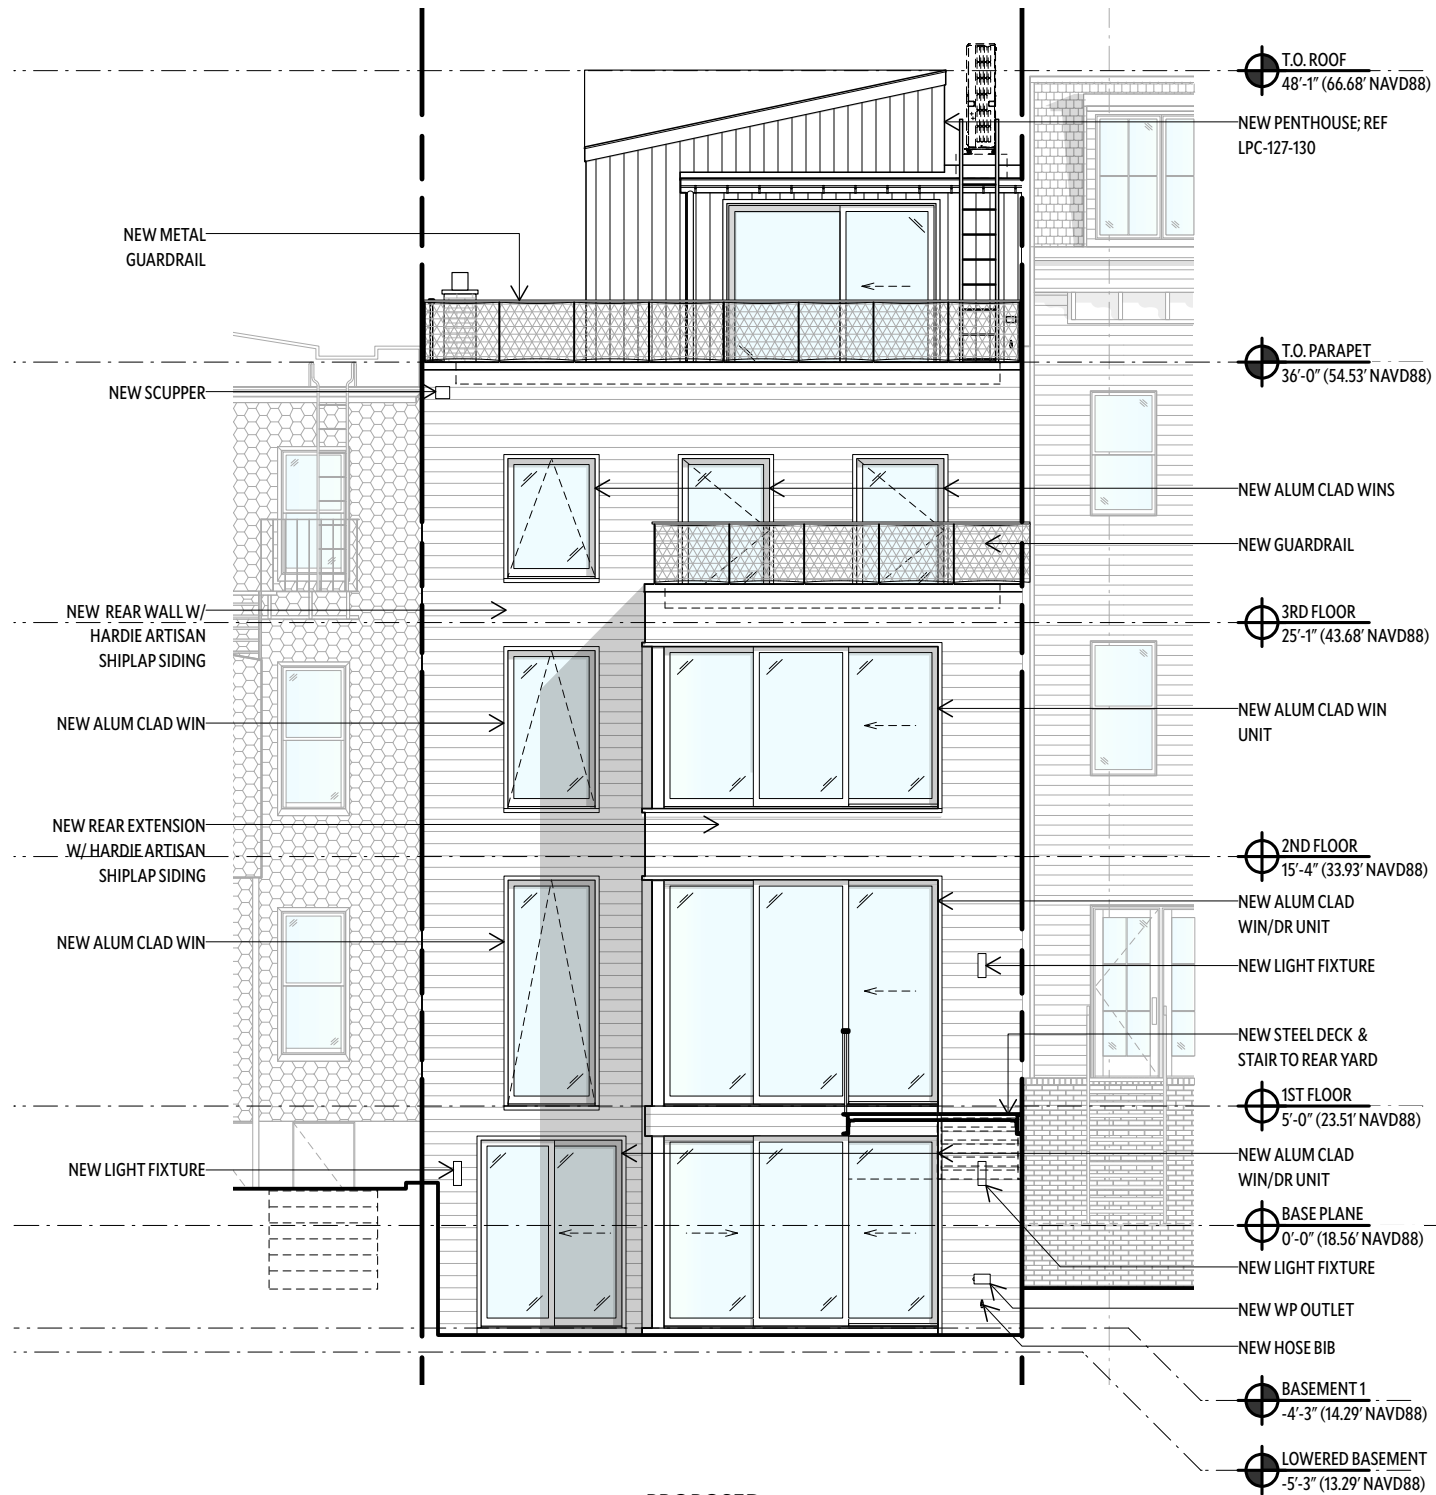 T.O. ROOF
48'-1" (66.68' NAVD88)
NEW PENTHOUSE; REF
LPC-127-130
NEW METAL
GUARDRAIL
T.O. PARAPET
36'-0" (54.53' NAVD88)
NEW SCUPPER
NEW ALUM CLAD WINS
NEW GUARDRAIL
NEW REAR WALL W/
HARDIE ARTISAN
SHIPLAP SIDING
3RD FLOOR
25'-1" (43.68' NAVD88)
NEW ALUM CLAD WIN
NEW ALUM CLAD WIN
UNIT
NEW REAR EXTENSION
W/ HARDIE ARTISAN
SHIPLAP SIDING
2ND FLOOR
15'-4" (33.93' NAVD88)
NEW ALUM CLAD
WIN/DR UNIT
NEW ALUM CLAD WIN
NEW LIGHT FIXTURE
NEW STEEL DECK &
STAIR TO REAR YARD
1ST FLOOR
5'-0" (23.51' NAVD88)
NEW ALUM CLAD
WIN/DR UNIT
NEW LIGHT FIXTURE
BASE PLANE
0'-0" (18.56' NAVD88)
NEW LIGHT FIXTURE
NEW WP OUTLET
NEW HOSE BIB
BASEMENT 1
-4'-3" (14.29' NAVD88)
LOWERED BASEMENT
-5'-3" (13.29' NAVD88)
PROPOSED